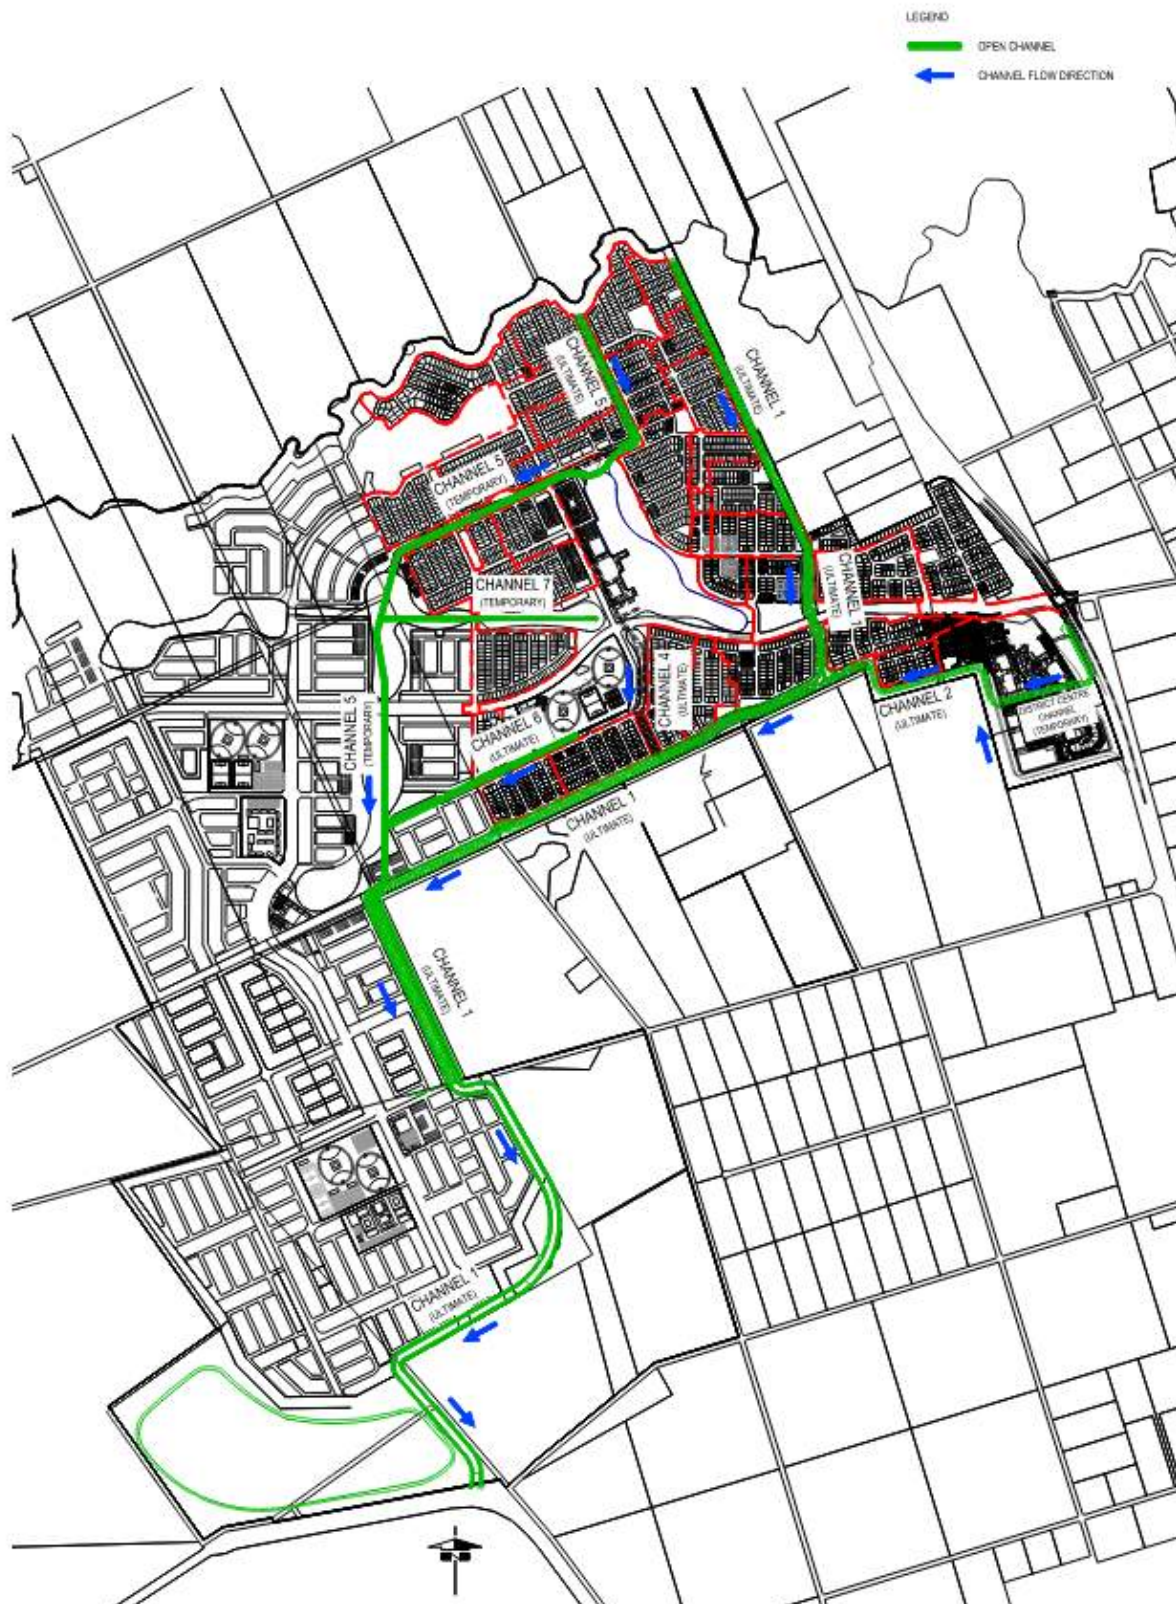 LEGEND
OPEN CHANNEL
CHANNEL FLOW DIRECTION
CHANNEL 1
(ULTIMATE)
CHANNEL 5
(ULTIMATE)
CHANNEL 5
(TEMPORARY)
CHANNEL 7
(TEMPORARY)
CHANNEL 1
(ULTIMATE)
CHANNEL 4
(ULTIMATE)
CHANNEL 2
(ULTIMATE)
DISTRICT CENTRE
CHANNEL
(TEMPORARY)
CHANNEL 5
(TEMPORARY)
CHANNEL 6
(ULTIMATE)
CHANNEL 1
(ULTIMATE)
CHANNEL 1
(ULTIMATE)
CHANNEL 1
(ULTIMATE)